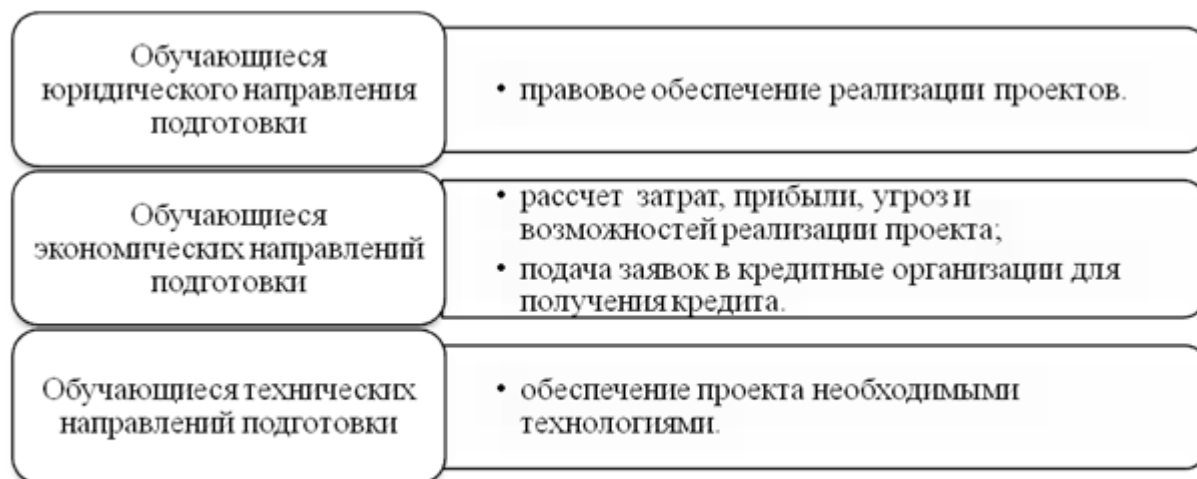 Обучающиеся
юридического направления
подготовки
• правовое обеспечение реализации проектов.
Обучающиеся
экономических направлений
подготовки
• рассчет затрат, прибыли, угроз и
возможностей реализации проекта;
• подача заявок в кредитные организации для
получения кредита.
Обучающиеся технических
направлений подготовки
• обеспечение проекта необходимыми
технологиями.